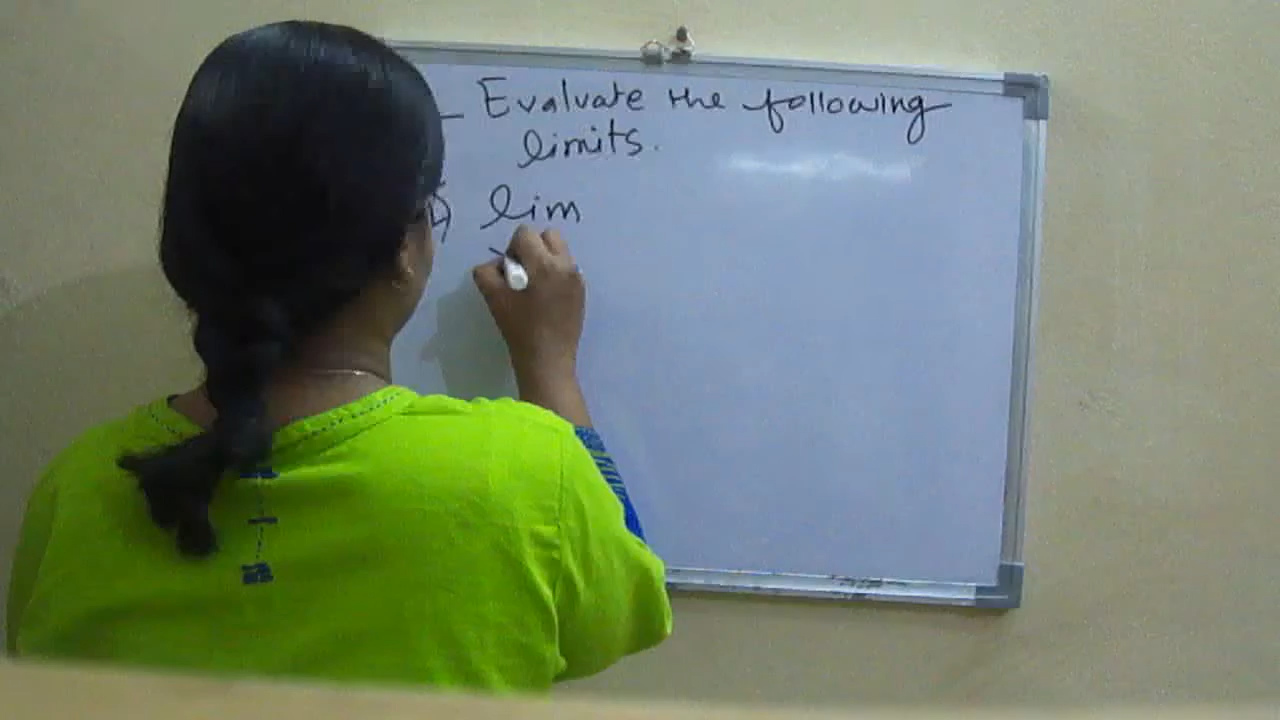 Evaluate the following
limits.
lim